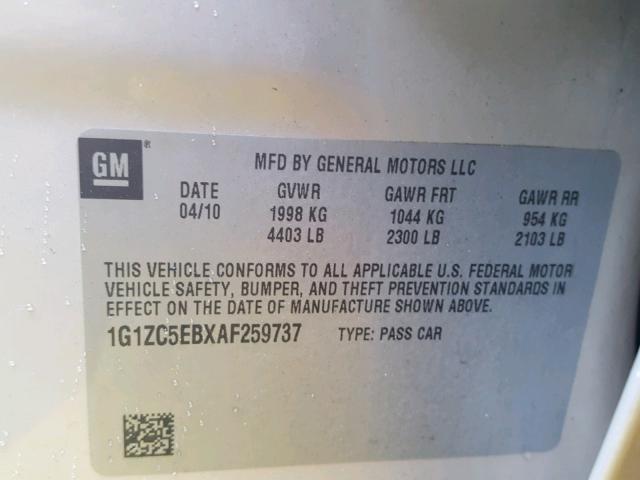 GM ® MFD BY GENERAL MOTORS LLC
DATE GVWR GAWR FRT GAWR RR
04/10 1998 KG 1044 KG 954 KG
4403 LB 2300 LB 2103 LB
THIS VEHICLE CONFORMS TO ALL APPLICABLE U.S. FEDERAL MOTOR
VEHICLE SAFETY, BUMPER, AND THEFT PREVENTION STANDARDS IN
EFFECT ON THE DATE OF MANUFACTURE SHOWN ABOVE.
1G1ZC5EBXAF259737 TYPE: PASS CAR